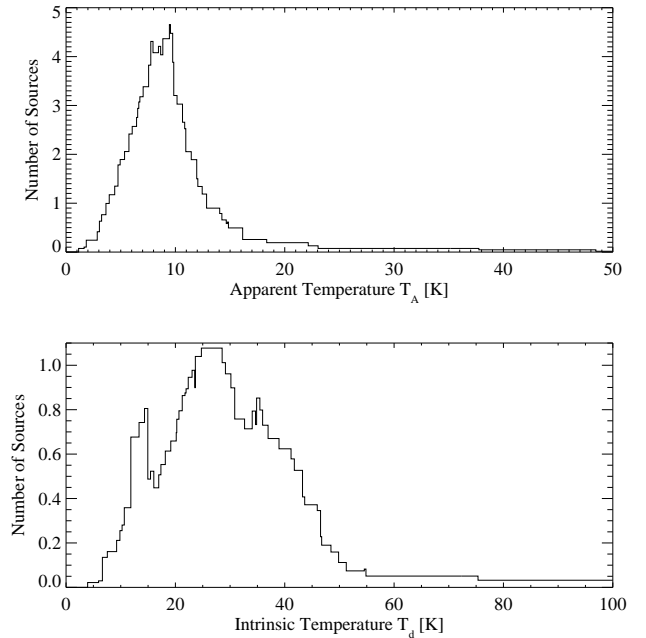 5
4
3
2
1
0
Number of Sources
0 10 20 30 40 50
Apparent Temperature T_A [K]
1.0
0.8
0.6
0.4
0.2
0.0
Number of Sources
0 20 40 60 80 100
Intrinsic Temperature T_d [K]